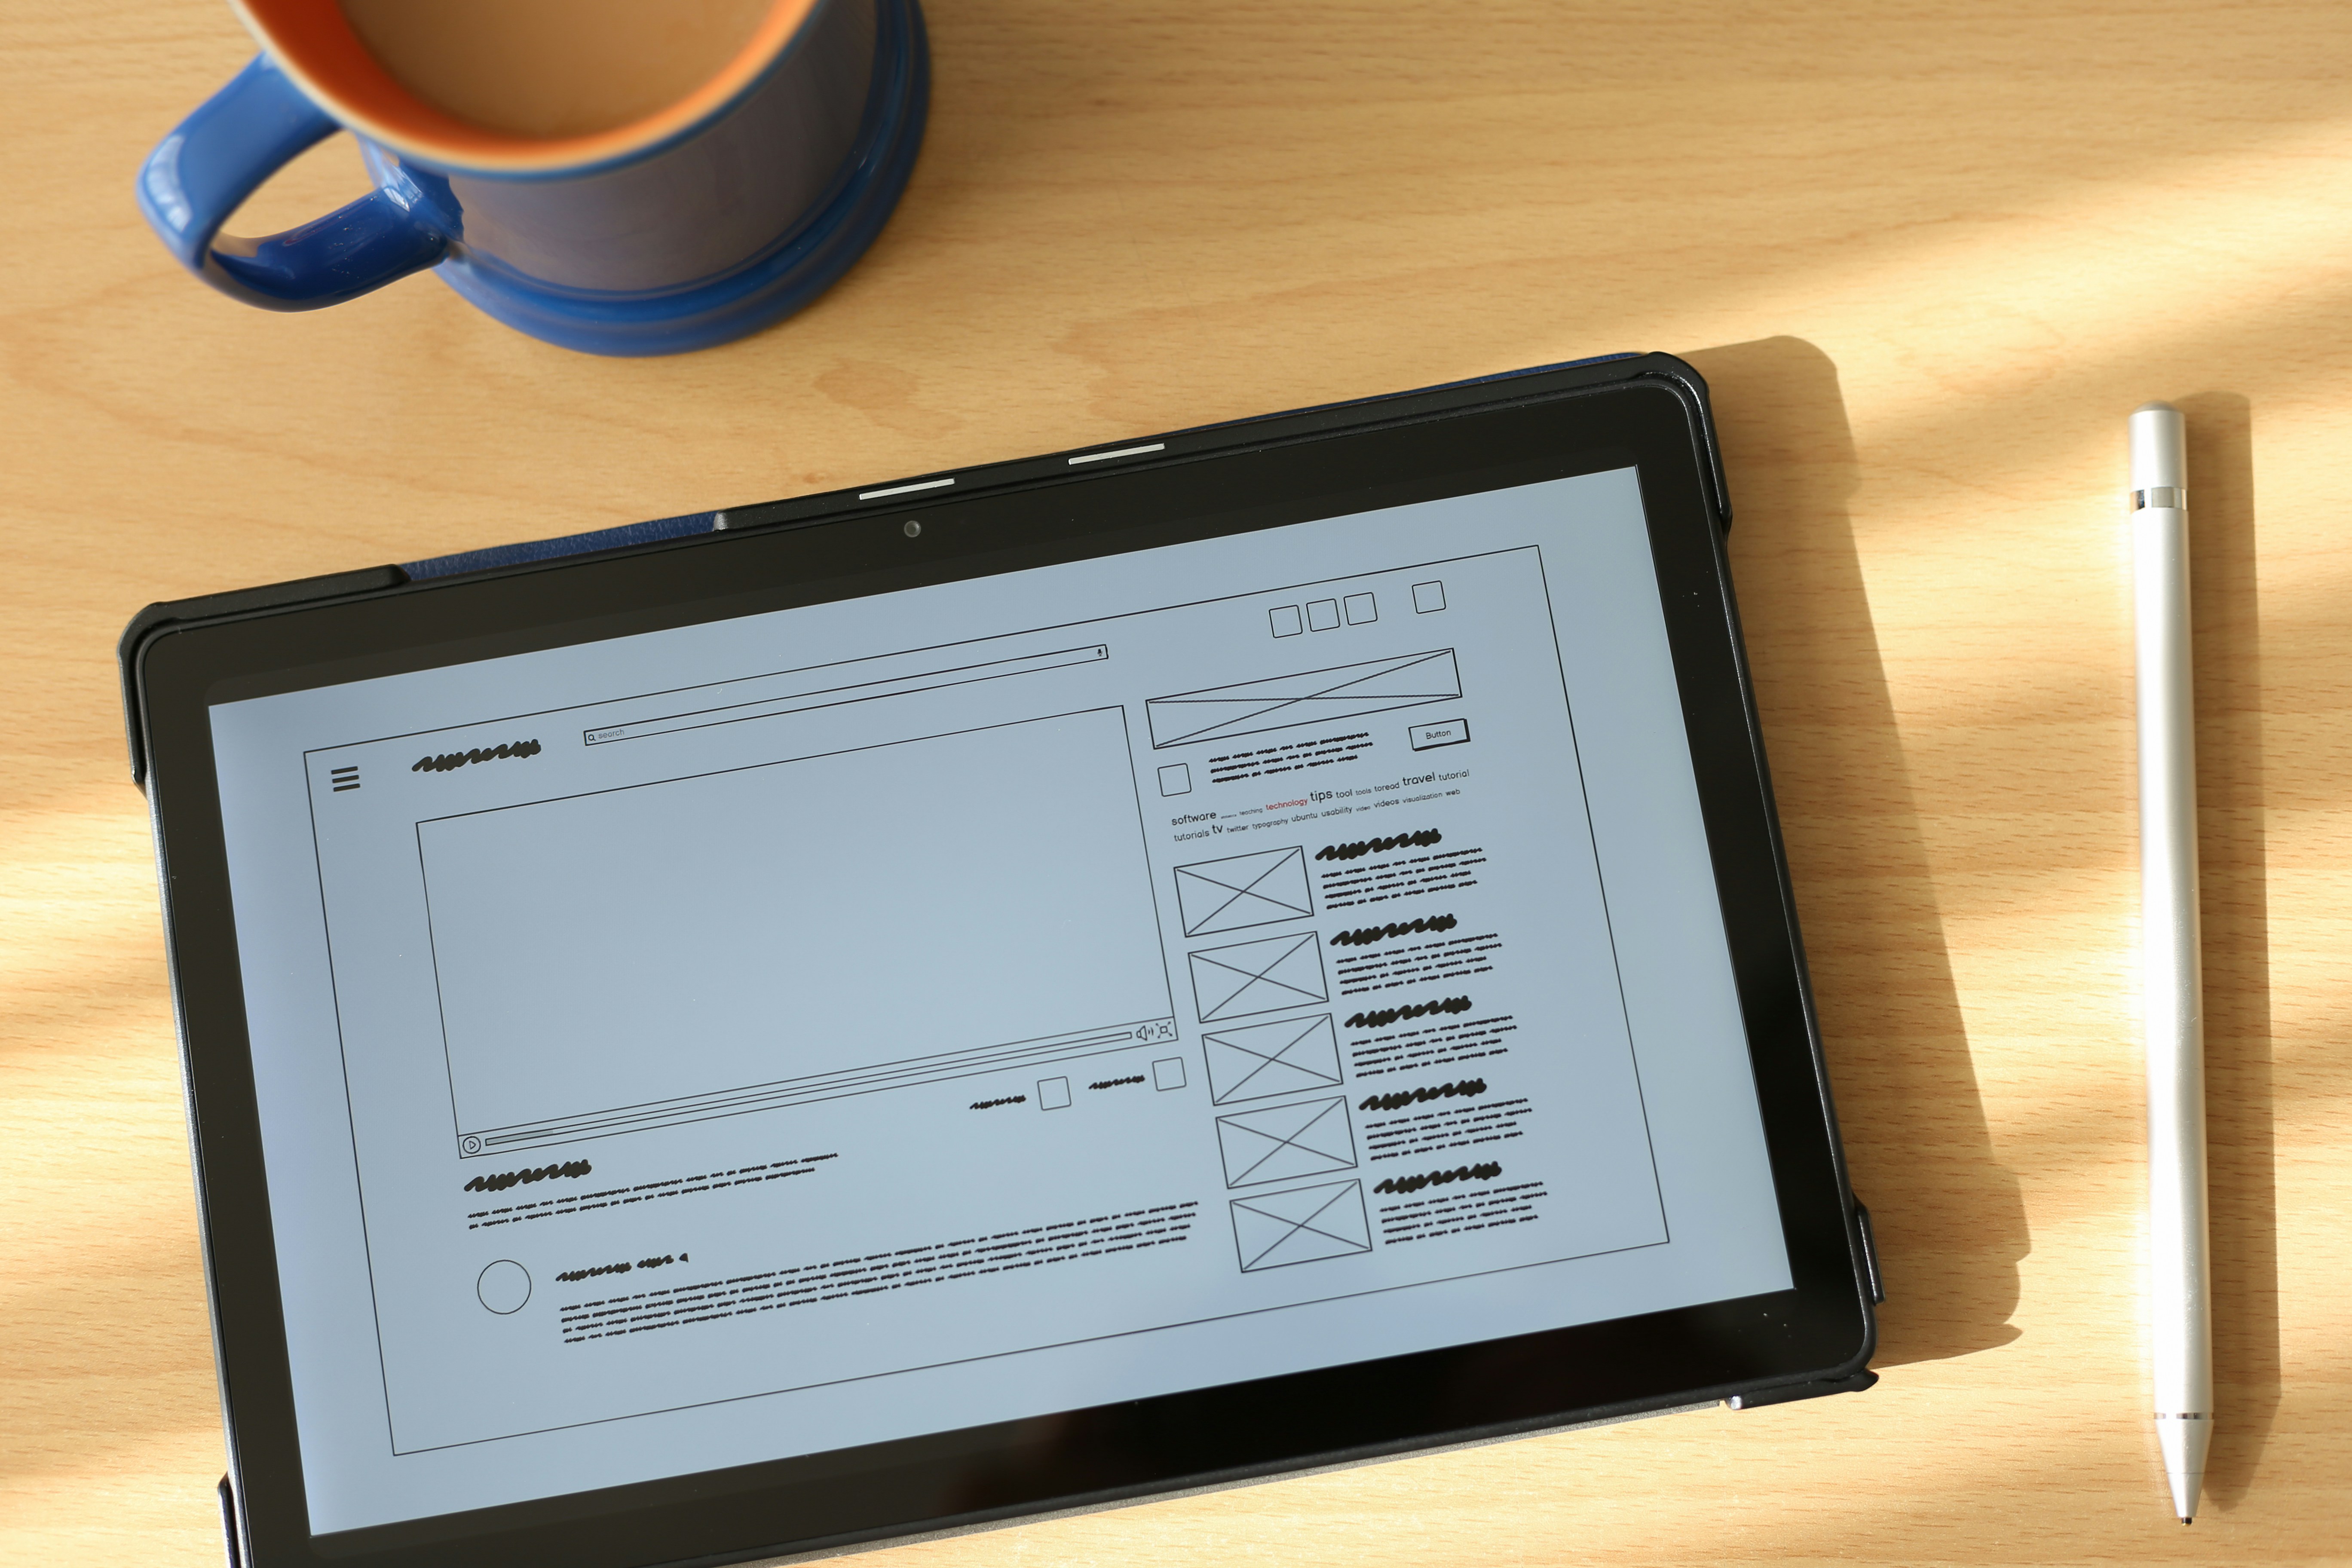 search
Button
software teaching technology tips tool tools toread travel tutorial
tutorials tv twitter typography ubuntu usability video videos visualization web